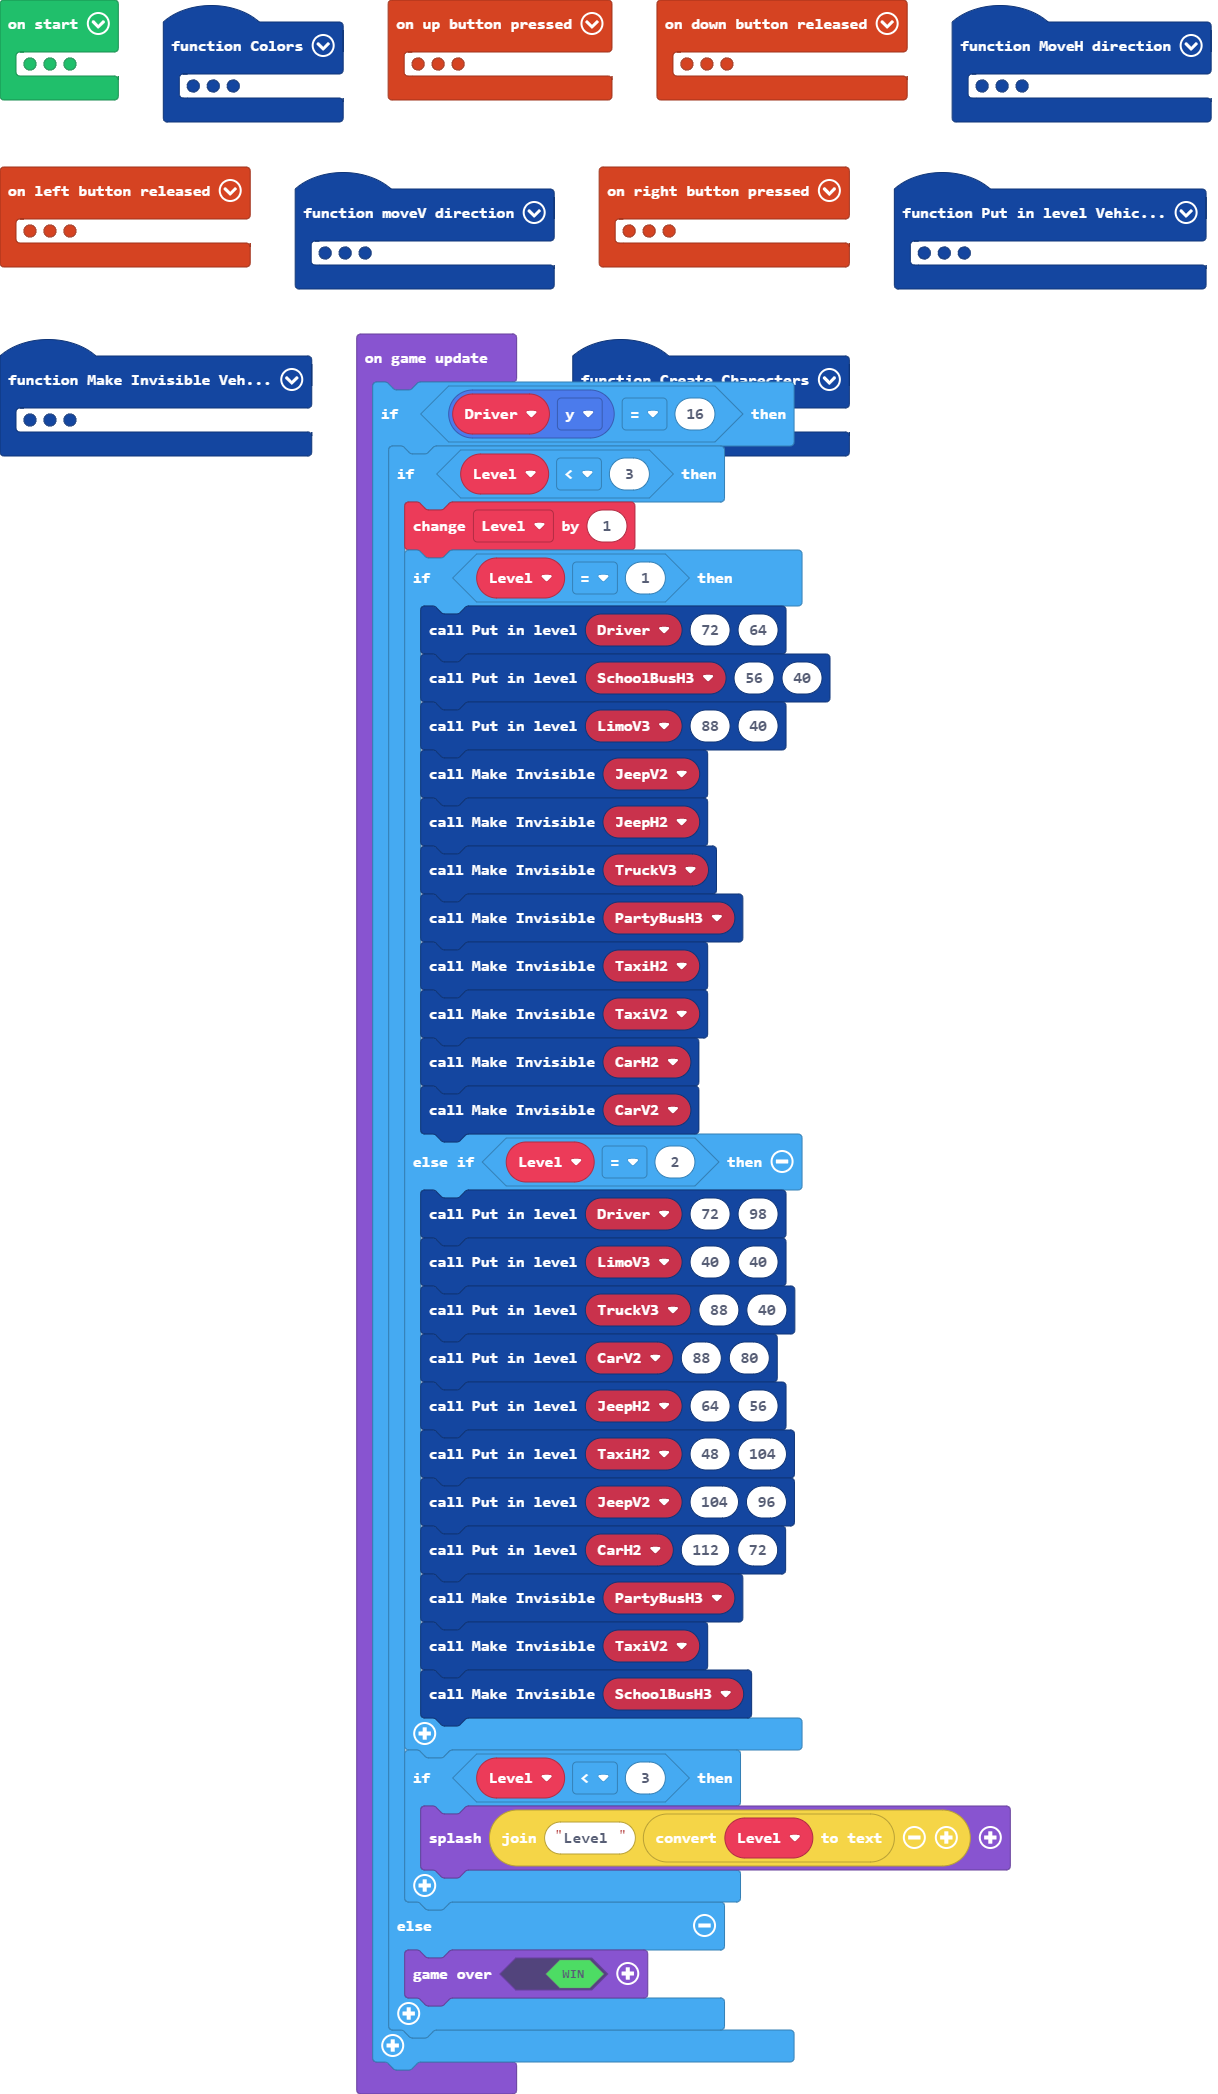 on start
function Colors
on up button pressed
on down button released
function MoveH direction
on left button released
function moveV direction
on right button pressed
function Put in level Vehic...
function Make Invisible Veh...
on game update
function Create Charecters
if Driver y = 16 then
if Level < 3 then
change Level by 1
if Level = 1 then
call Put in level Driver 72 64
call Put in level SchoolBusH3 56 40
call Put in level LimoV3 88 40
call Make Invisible JeepV2
call Make Invisible JeepH2
call Make Invisible TruckV3
call Make Invisible PartyBusH3
call Make Invisible TaxiH2
call Make Invisible TaxiV2
call Make Invisible CarH2
call Make Invisible CarV2
else if Level = 2 then
call Put in level Driver 72 98
call Put in level LimoV3 40 40
call Put in level TruckV3 88 40
call Put in level CarV2 88 80
call Put in level JeepH2 64 56
call Put in level TaxiH2 48 104
call Put in level JeepV2 104 96
call Put in level CarH2 112 72
call Make Invisible PartyBusH3
call Make Invisible TaxiV2
call Make Invisible SchoolBusH3
if Level < 3 then
splash join "Level " convert Level to text
else
game over WIN